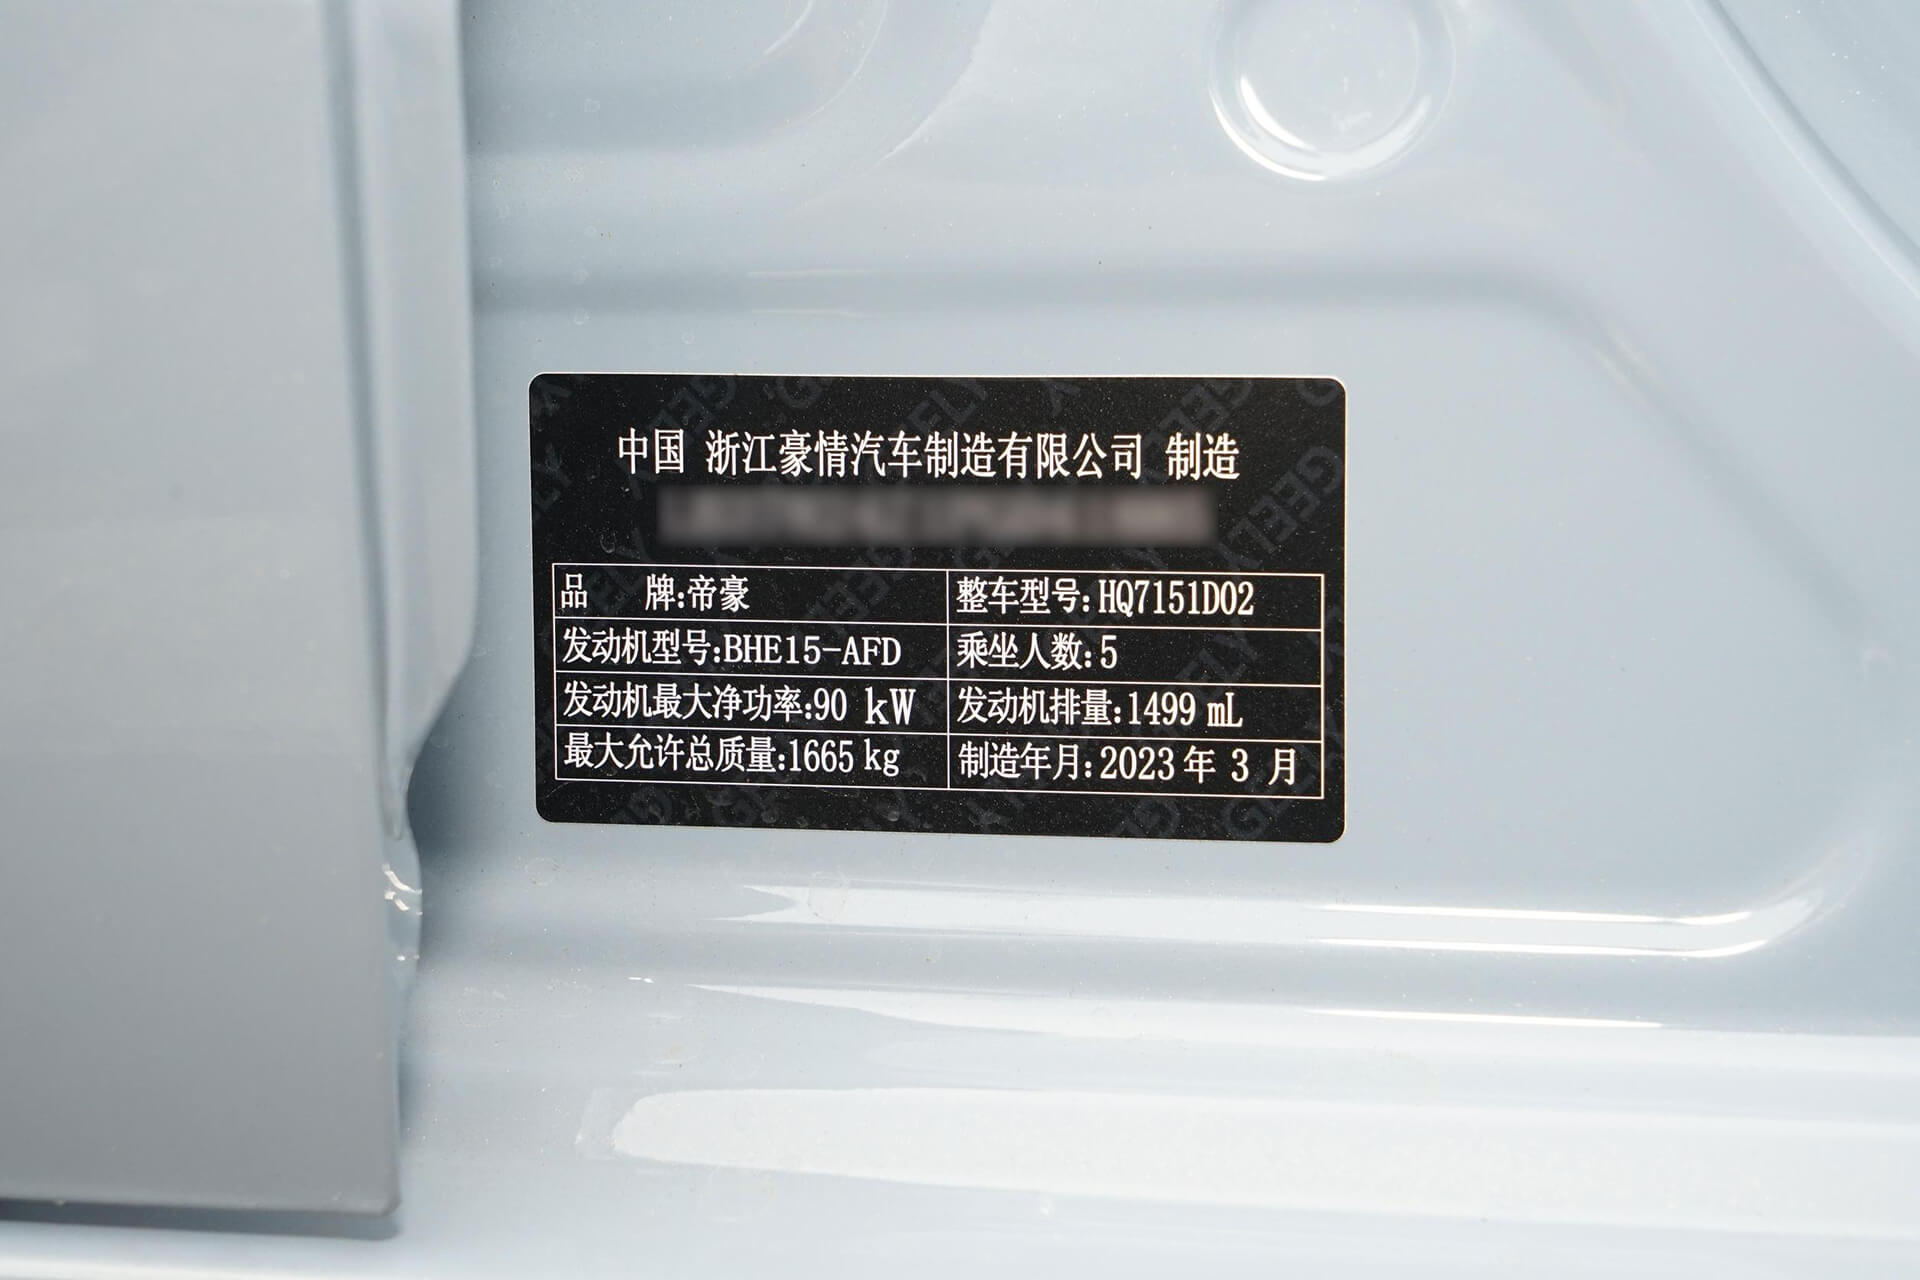 中国 浙江豪情汽车制造有限公司 制造
品 牌:帝豪 整车型号:HQ7151D02
发动机型号:BHE15-AFD 乘坐人数:5
发动机最大净功率:90 kW 发动机排量:1499 mL
最大允许总质量:1665 kg 制造年月:2023 年 3 月
GEELY